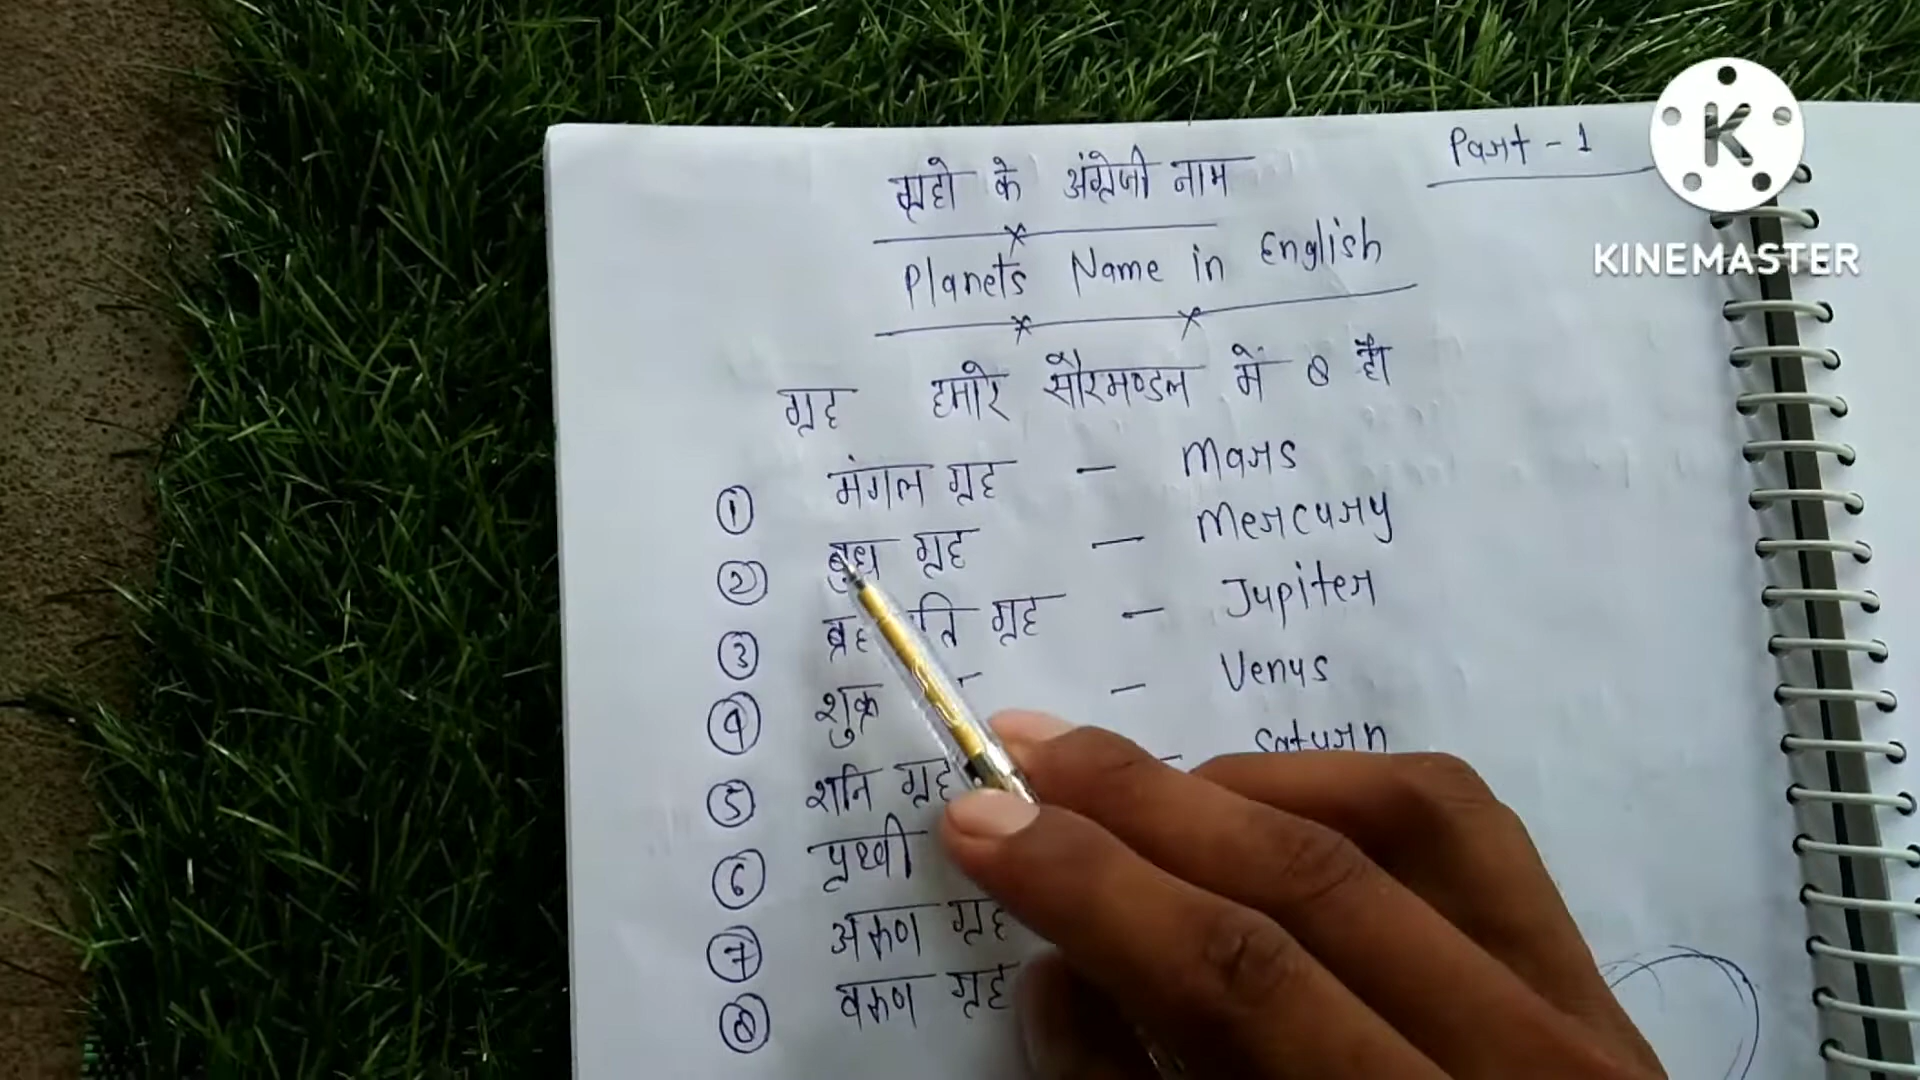 Part - 1
ग्रहो के अंग्रेजी नाम
Planets Name in English
ग्रह हमारे सौरमण्डल में 8 है।
① मंगल ग्रह - Mars
② बुध ग्रह - Mercury
③ ग्रह - Jupiter
④ शुक्र - Venus
⑤ शनि ग्रह - Saturn
⑥ पृथ्वी
⑦ अरुण ग्रह
⑧ वरुण ग्रह
K
KINEMASTER